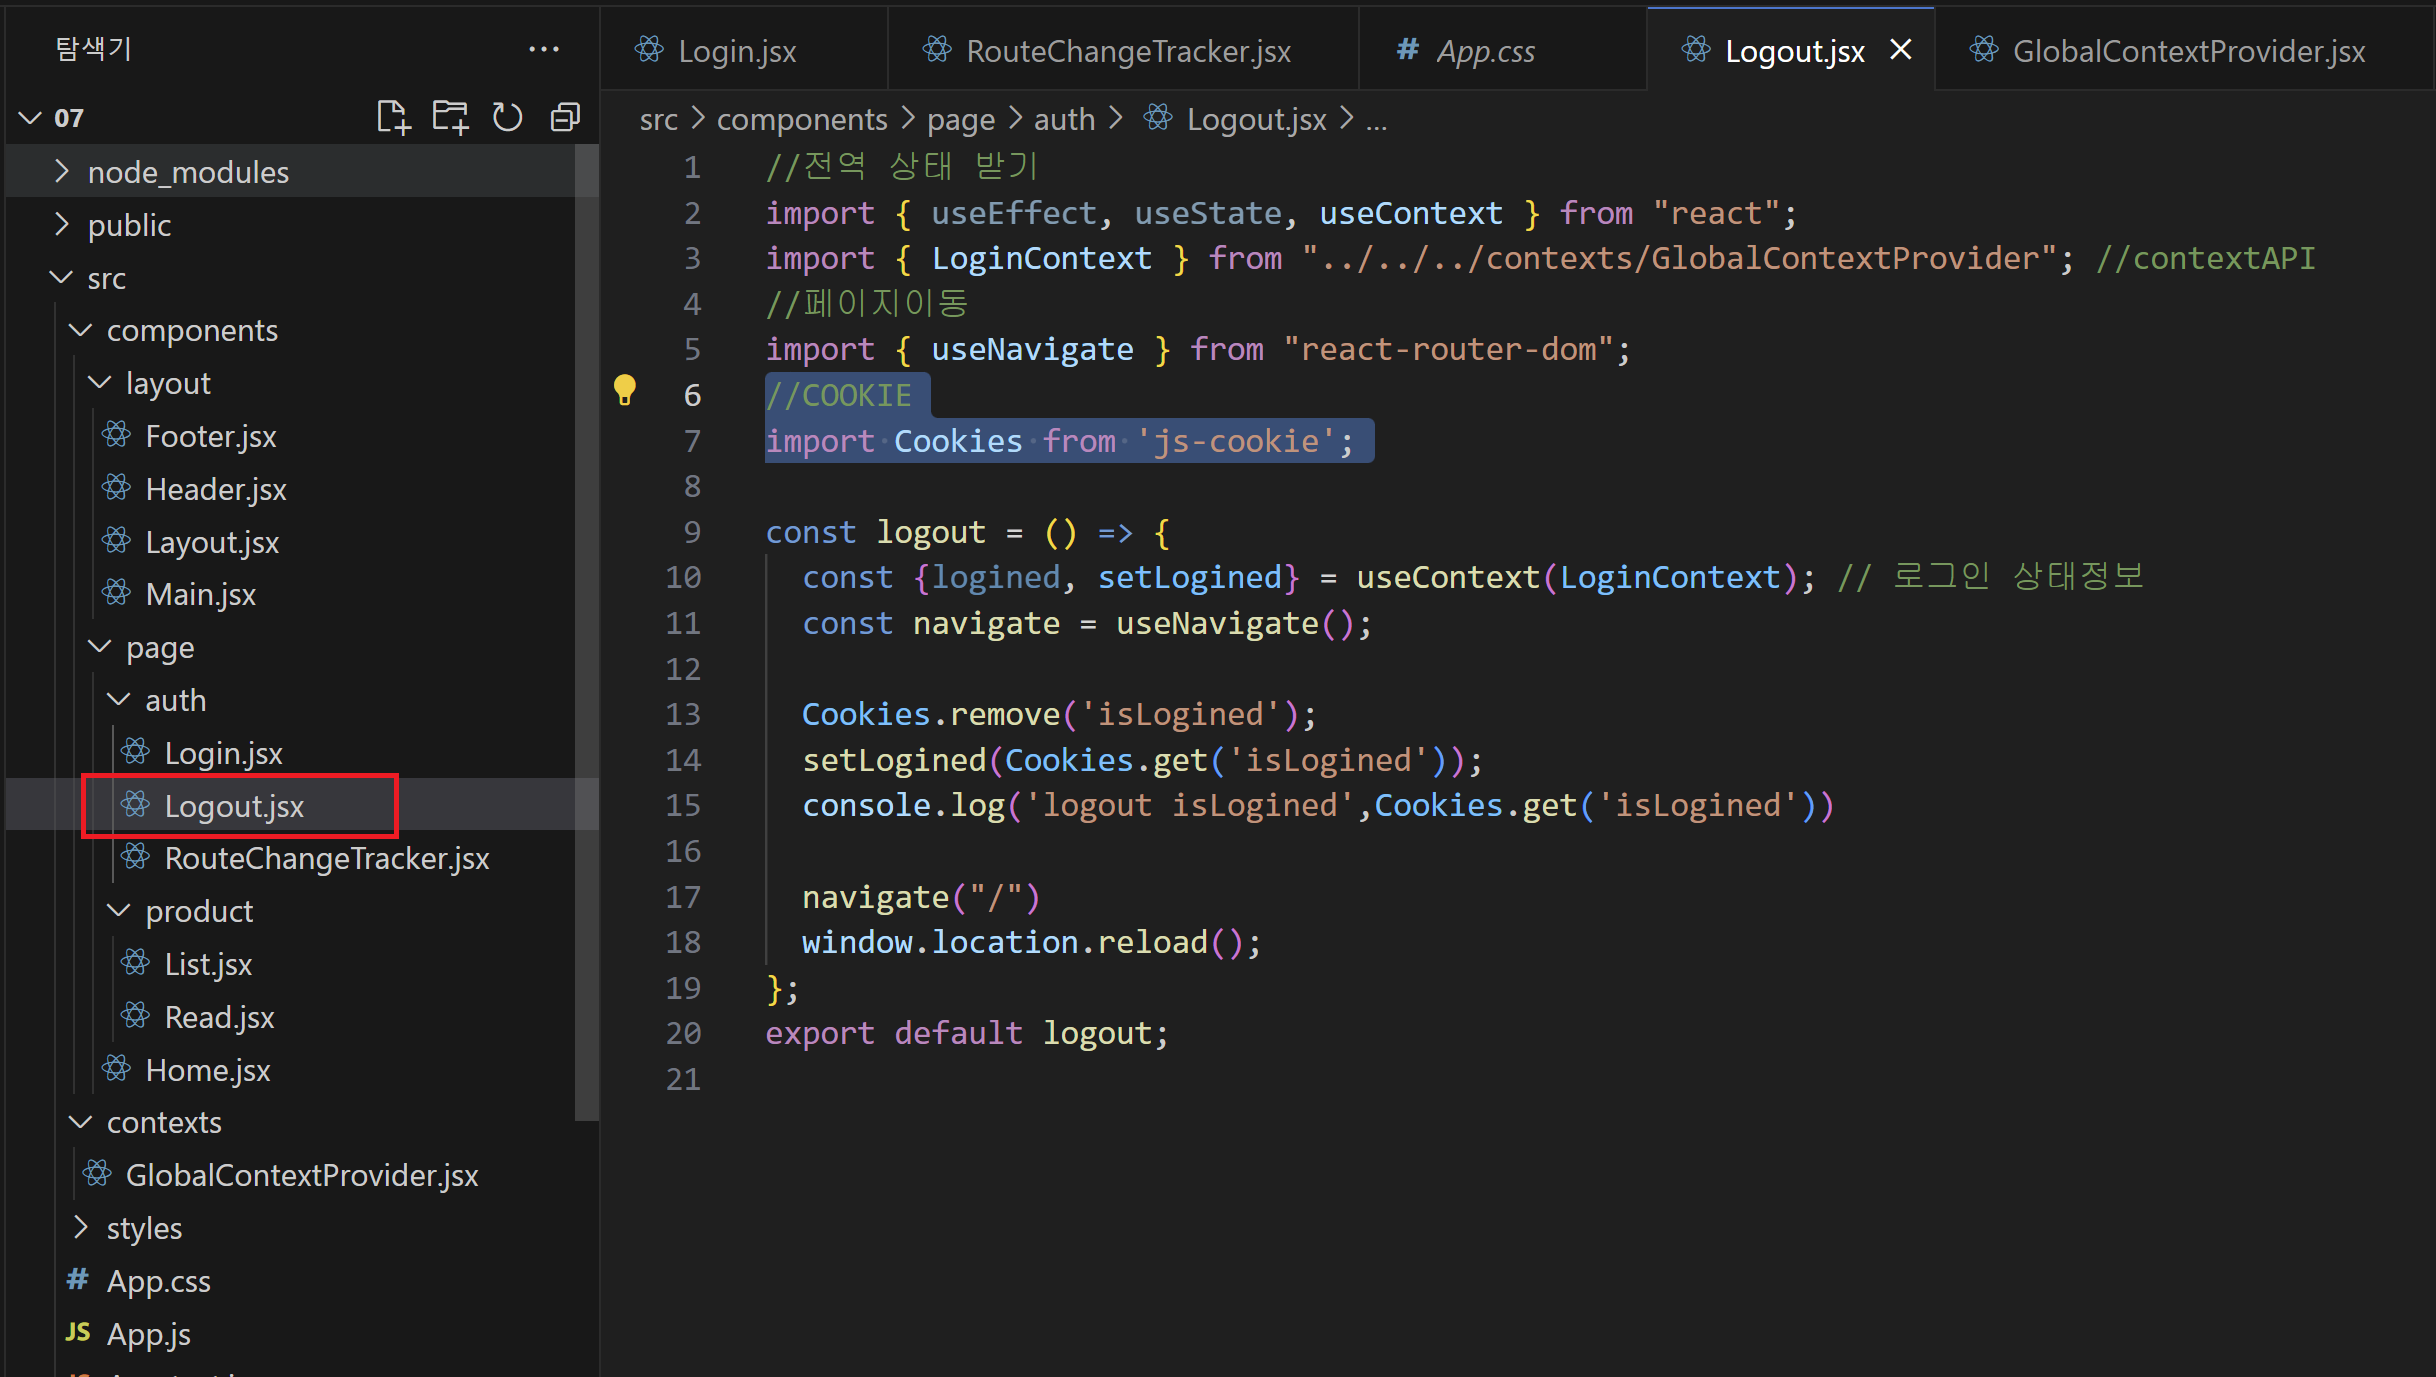 탐색기 ···
07
node_modules
public
src
components
layout
Footer.jsx
Header.jsx
Layout.jsx
Main.jsx
page
auth
Login.jsx
Logout.jsx
RouteChangeTracker.jsx
product
List.jsx
Read.jsx
Home.jsx
contexts
GlobalContextProvider.jsx
styles
# App.css
JS App.js
Login.jsx RouteChangeTracker.jsx # App.css Logout.jsx × GlobalContextProvider.jsx
src > components > page > auth > Logout.jsx > ...
1 //전역 상태 받기
2 import { useEffect, useState, useContext } from "react";
3 import { LoginContext } from "../../../contexts/GlobalContextProvider"; //contextAPI
4 //페이지이동
5 import { useNavigate } from "react-router-dom";
6 //COOKIE
7 import Cookies from 'js-cookie';
8
9 const logout = () => {
10 const {logined, setLogined} = useContext(LoginContext); // 로그인 상태정보
11 const navigate = useNavigate();
12
13 Cookies.remove('isLogined');
14 setLogined(Cookies.get('isLogined'));
15 console.log('logout isLogined',Cookies.get('isLogined'))
16
17 navigate("/")
18 window.location.reload();
19 };
20 export default logout;
21